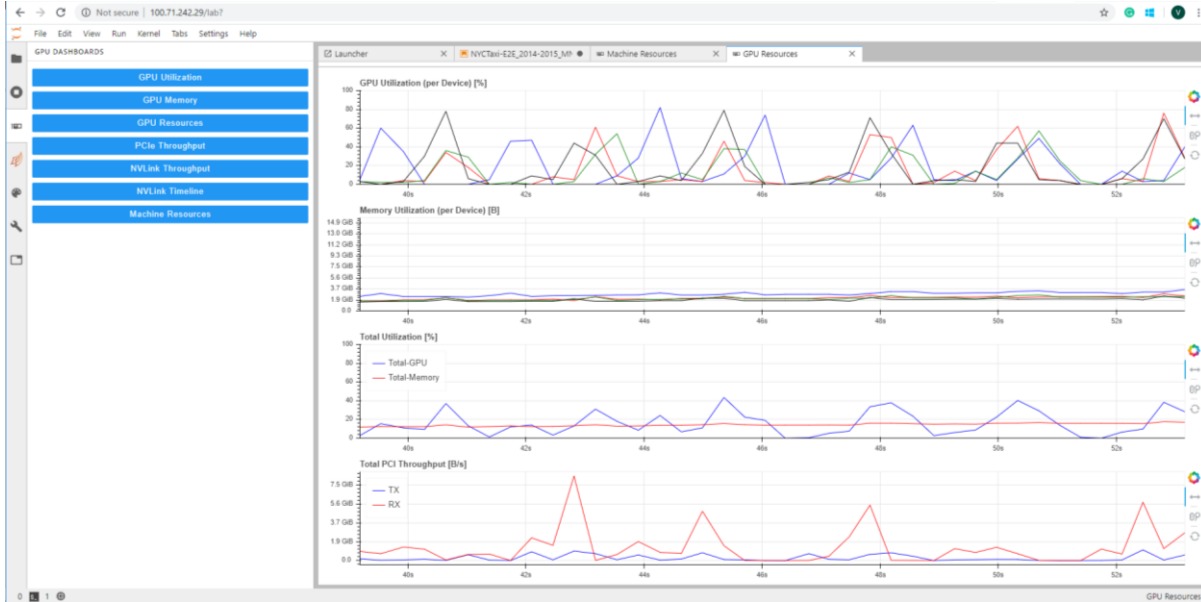 Not secure | 100.71.242.29/lab?
V
File Edit View Run Kernel Tabs Settings Help
GPU DASHBOARDS
GPU Utilization
GPU Memory
GPU Resources
PCIe Throughput
NVLink Throughput
NVLink Timeline
Machine Resources
Launcher
NYCTaxi-E2E_2014-2015_
Machine Resources
GPU Resources
GPU Utilization (per Device) [%]
100
80
60
40
20
0
40s 42s 44s 46s 48s 50s 52s
Memory Utilization (per Device) [B]
14.9 GiB
13.0 GiB
11.2 GiB
9.3 GiB
7.5 GiB
5.6 GiB
3.7 GiB
1.9 GiB
0.0
40s 42s 44s 46s 48s 50s 52s
Total Utilization [%]
100
80
60
40
20
0
Total-GPU
Total-Memory
40s 42s 44s 46s 48s 50s 52s
Total PCI Throughput [B/s]
7.5 GiB
5.6 GiB
3.7 GiB
1.9 GiB
0.0
TX
RX
40s 42s 44s 46s 48s 50s 52s
0 1
GPU Resources